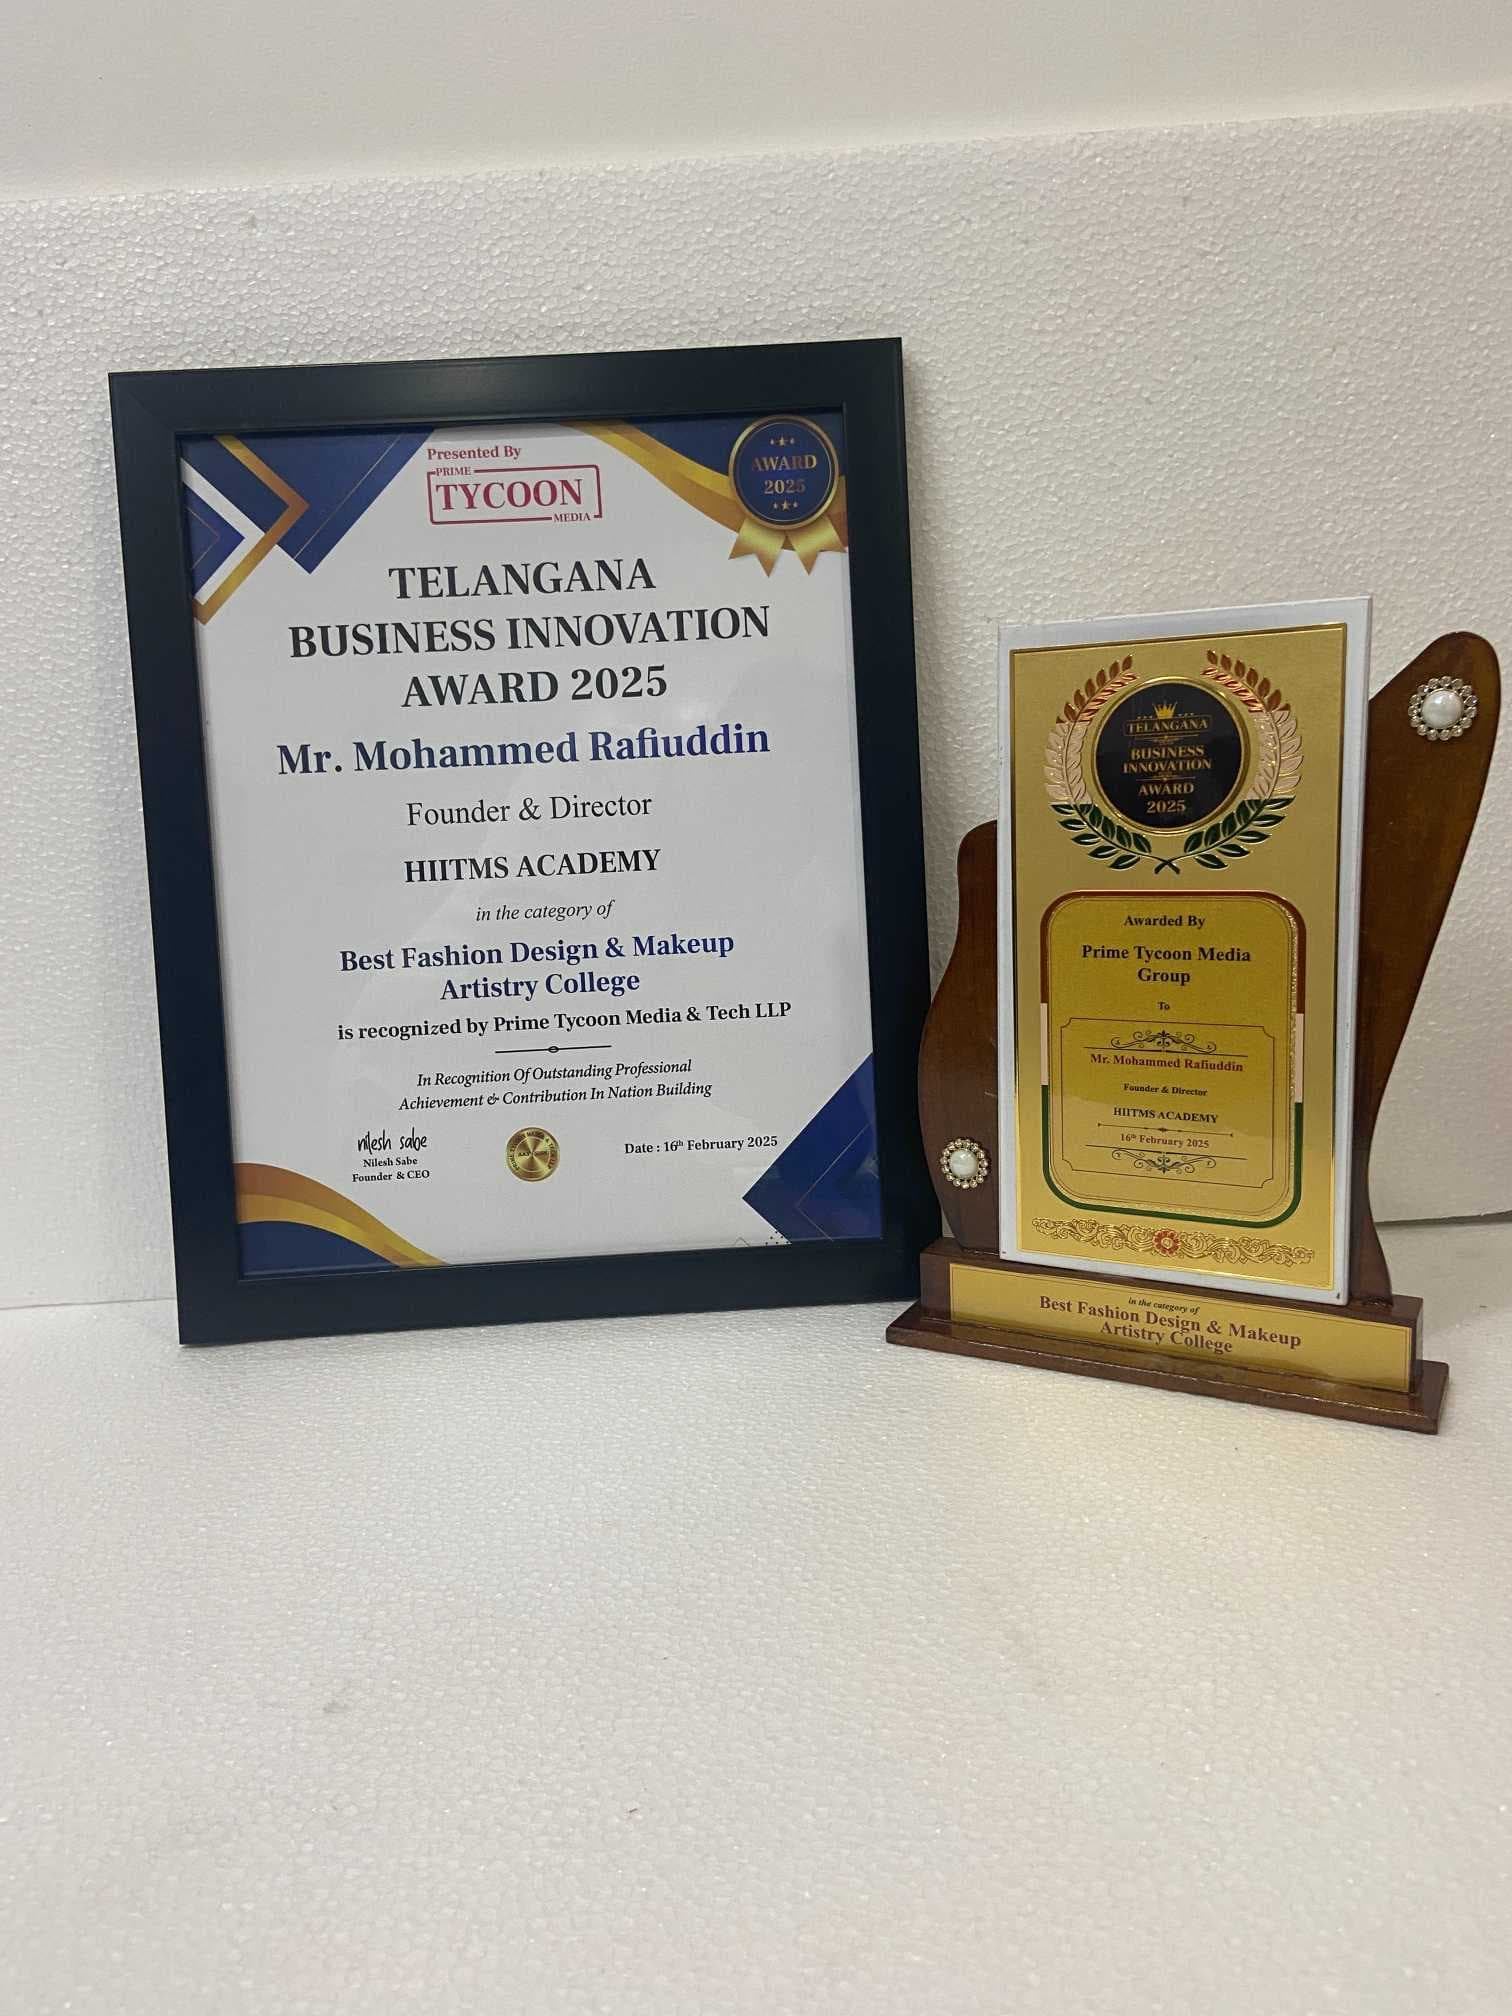 Presented By
PRIME
TYCOON
MEDIA
AWARD
2025
TELANGANA
BUSINESS INNOVATION
AWARD 2025
Mr. Mohammed Rafiuddin
Founder & Director
HIITMS ACADEMY
in the category of
Best Fashion Design & Makeup
Artistry College
is recognized by Prime Tycoon Media & Tech LLP
In Recognition Of Outstanding Professional
Achievement & Contribution In Nation Building
nilesh sabe
Nilesh Sabe
Founder & CEO
Date : 16th February 2025
TELANGANA
BUSINESS
INNOVATION
AWARD
2025
Awarded By
Prime Tycoon Media
Group
To
Mr. Mohammed Rafiuddin
Founder & Director
HIITMS ACADEMY
16th February 2025
in the category of
Best Fashion Design & Makeup
Artistry College